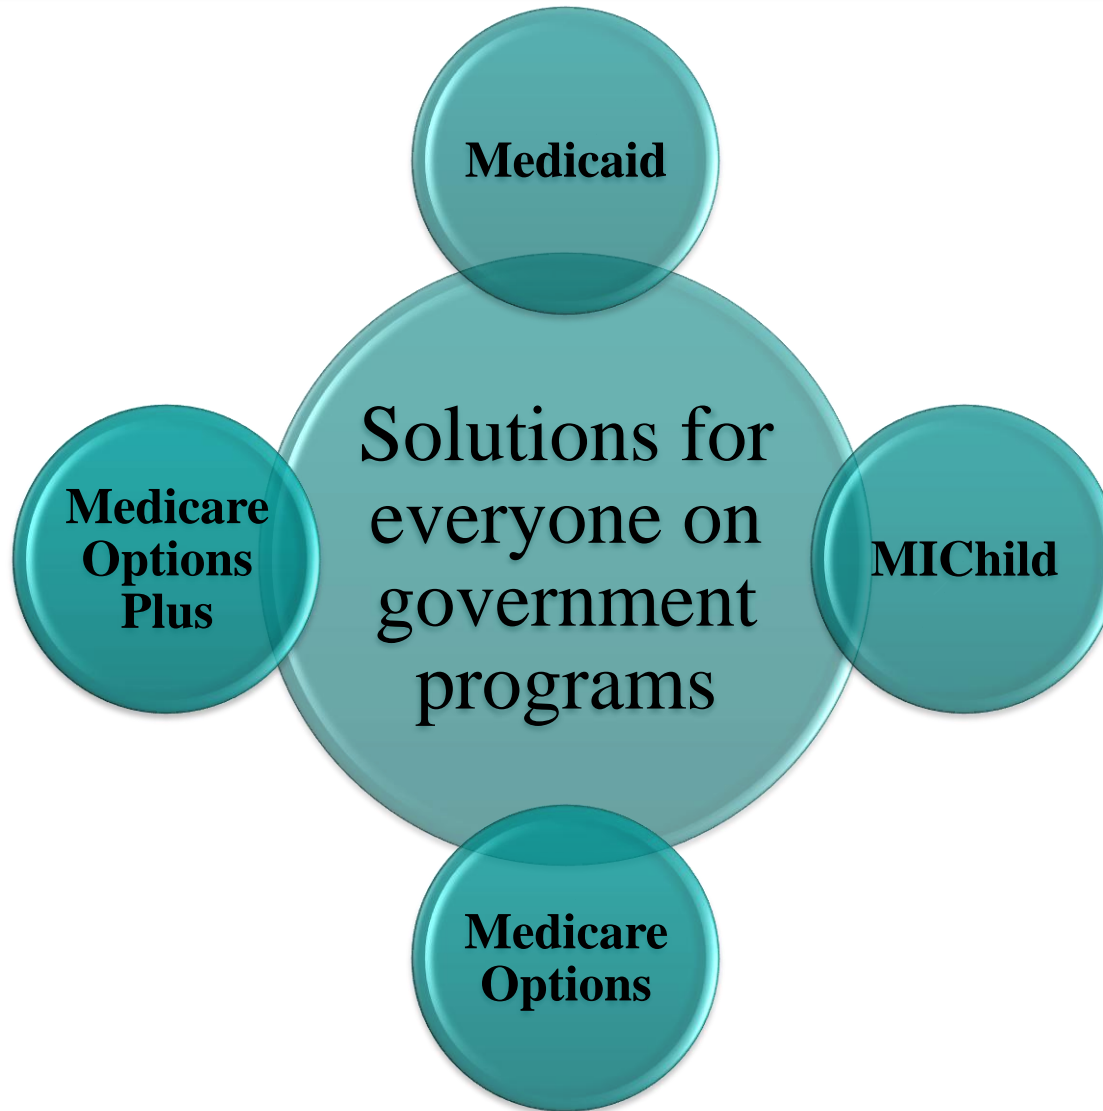 Medicaid
Solutions for
everyone on
government
programs
Medicare
Options
Plus
MIChild
Medicare
Options